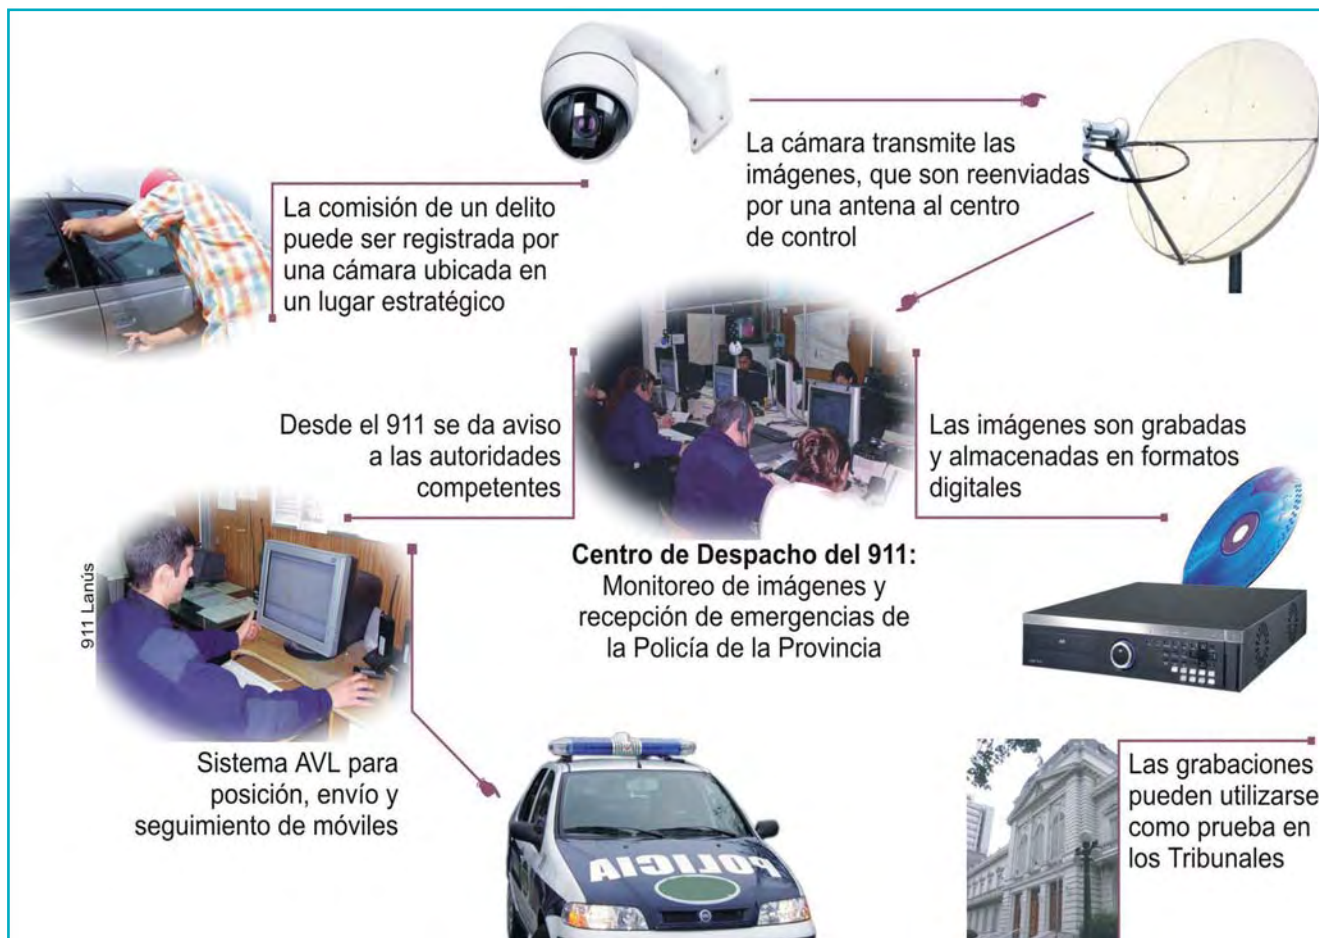 La cámara transmite las
imágenes, que son reenviadas
por una antena al centro
de control
La comisión de un delito
puede ser registrada por
una cámara ubicada en
un lugar estratégico
Desde el 911 se da aviso
a las autoridades
competentes
Las imágenes son grabadas
y almacenadas en formatos
digitales
911 Lanús
Centro de Despacho del 911:
Monitoreo de imágenes y
recepción de emergencias de
la Policía de la Provincia
Sistema AVL para
posición, envío y
seguimiento de móviles
POLICIA
Las grabaciones
pueden utilizarse
como prueba en
los Tribunales